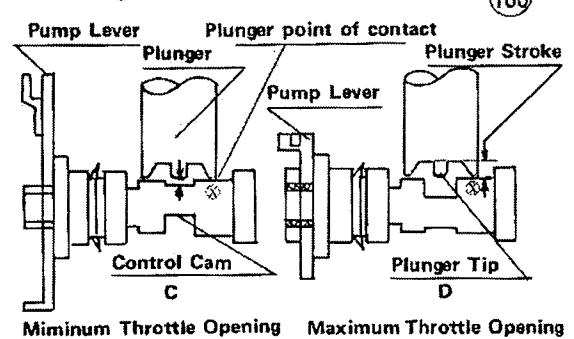 100
Pump Lever
Plunger point of contact
Plunger
Plunger Stroke
Pump Lever
Control Cam
Plunger Tip
C
D
Miminum Throttle Opening
Maximum Throttle Opening